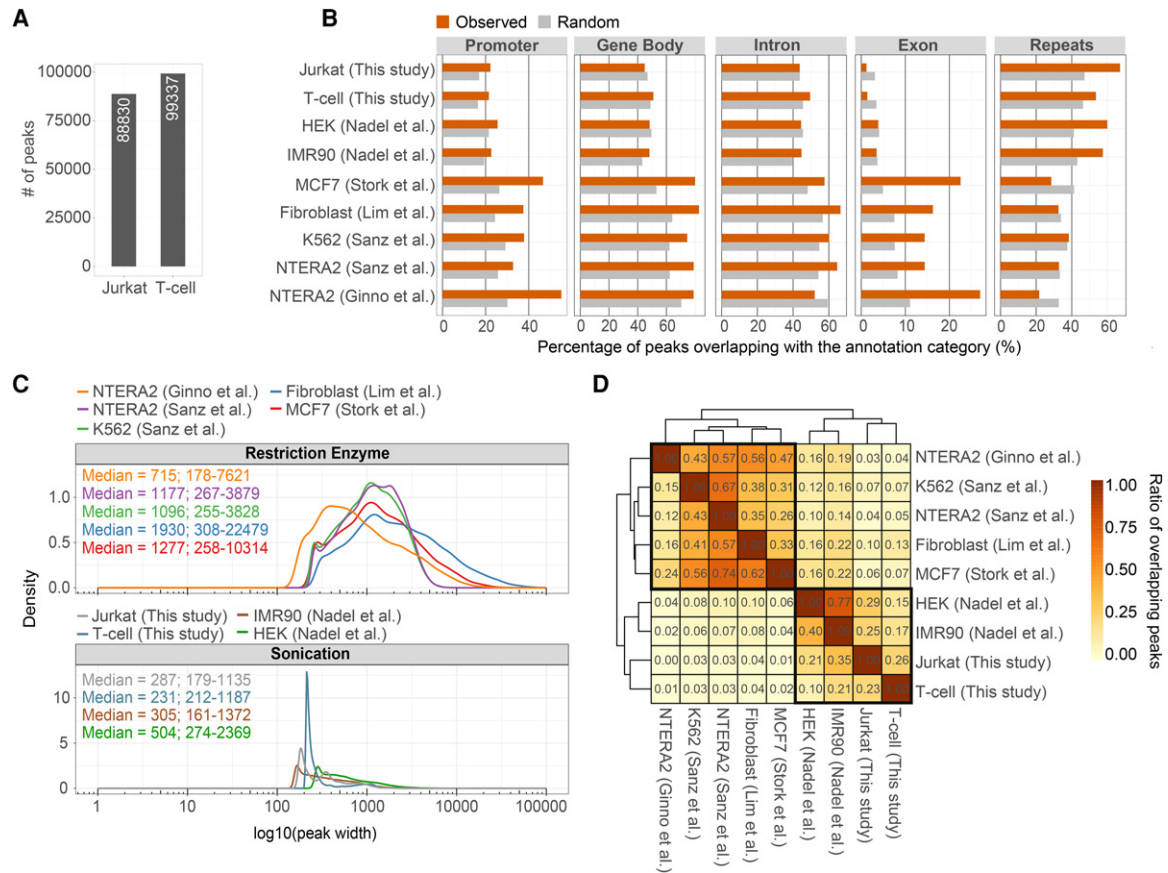 A
# of peaks
100000
75000
50000
25000
0
88830
99337
Jurkat T-cell
B
Observed Random
Promoter Gene Body Intron Exon Repeats
Jurkat (This study)
T-cell (This study)
HEK (Nadel et al.)
IMR90 (Nadel et al.)
MCF7 (Stork et al.)
Fibroblast (Lim et al.)
K562 (Sanz et al.)
NTERA2 (Sanz et al.)
NTERA2 (Ginno et al.)
0 20 40 0 20 40 60 80 0 20 40 60 0 10 20 0 20 40 60
Percentage of peaks overlapping with the annotation category (%)
C
NTERA2 (Ginno et al.) Fibroblast (Lim et al.)
NTERA2 (Sanz et al.) MCF7 (Stork et al.)
K562 (Sanz et al.)
Restriction Enzyme
Median = 715; 178-7621
Median = 1177; 267-3879
Median = 1096; 255-3828
Median = 1930; 308-22479
Median = 1277; 258-10314
1.0
0.5
0.0
Density
Jurkat (This study) IMR90 (Nadel et al.)
T-cell (This study) HEK (Nadel et al.)
Sonication
Median = 287; 179-1135
Median = 231; 212-1187
Median = 305; 161-1372
Median = 504; 274-2369
10
5
0
1 10 100 1000 10000 100000
log10(peak width)
D
1.00 0.43 0.57 0.56 0.47 0.16 0.19 0.03 0.04 NTERA2 (Ginno et al.)
0.15 1.00 0.67 0.38 0.31 0.12 0.16 0.07 0.07 K562 (Sanz et al.)
0.12 0.43 1.00 0.35 0.26 0.10 0.14 0.04 0.05 NTERA2 (Sanz et al.)
0.16 0.41 0.57 1.00 0.33 0.16 0.22 0.10 0.13 Fibroblast (Lim et al.)
0.24 0.56 0.74 0.62 1.00 0.16 0.22 0.06 0.07 MCF7 (Stork et al.)
0.04 0.08 0.10 0.10 0.06 1.00 0.77 0.29 0.15 HEK (Nadel et al.)
0.02 0.06 0.07 0.08 0.04 0.40 1.00 0.25 0.17 IMR90 (Nadel et al.)
0.00 0.03 0.03 0.04 0.01 0.21 0.35 1.00 0.26 Jurkat (This study)
0.01 0.03 0.03 0.04 0.02 0.10 0.21 0.23 1.00 T-cell (This study)
NTERA2 (Ginno et al.)
K562 (Sanz et al.)
NTERA2 (Sanz et al.)
Fibroblast (Lim et al.)
MCF7 (Stork et al.)
HEK (Nadel et al.)
IMR90 (Nadel et al.)
Jurkat (This study)
T-cell (This study)
1.00
0.75
0.50
0.25
0.00
Ratio of overlapping peaks